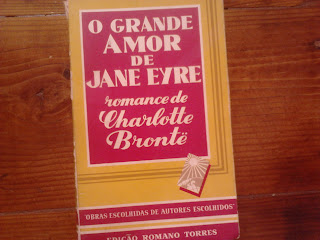 O GRANDE
AMOR
DE
JANE EYRE
romance de
Charlotte
Brontë
"OBRAS ESCOLHIDAS DE AUTORES ESCOLHIDOS"
EDIÇÃO ROMANO TORRES